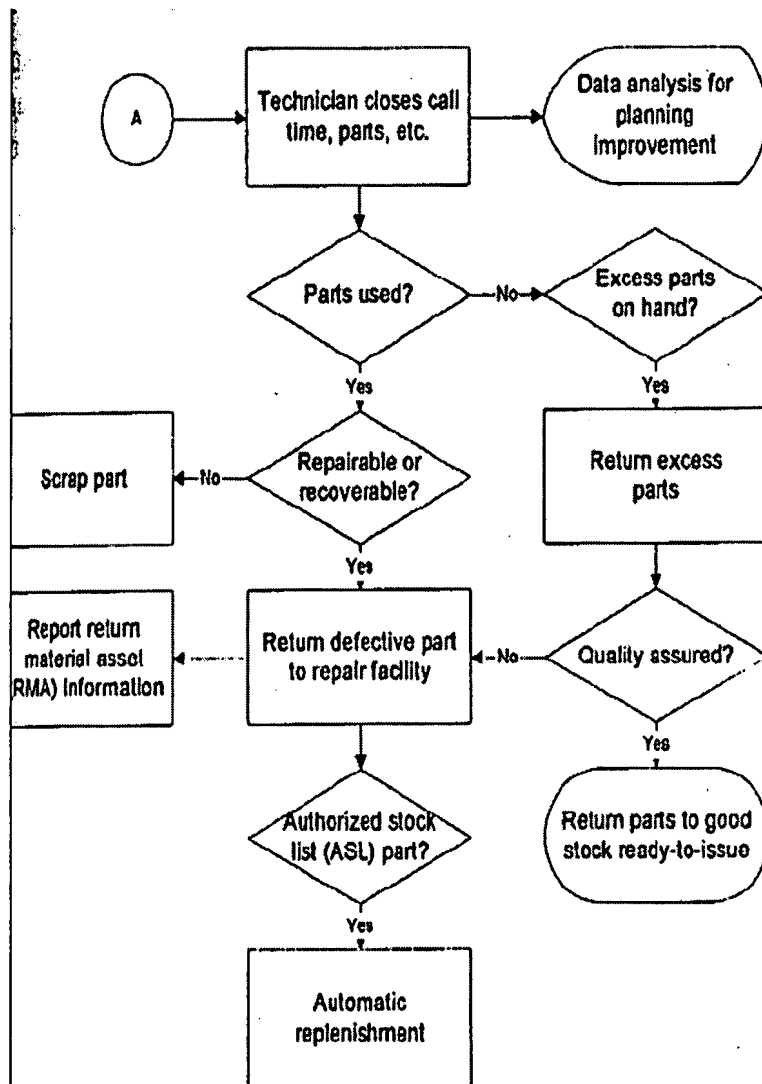 A
Technician closes call
time, parts, etc.
Data analysis for
planning
improvement
Parts used?
No
Excess parts
on hand?
Yes
Yes
Scrap part
No
Repairable or
recoverable?
Return excess
parts
Yes
Report return
material asset
(RMA) Information
Return defective part
to repair facility
No
Quality assured?
Yes
Authorized stock
list (ASL) part?
Return parts to good
stock ready-to-issue
Yes
Automatic
replenishment